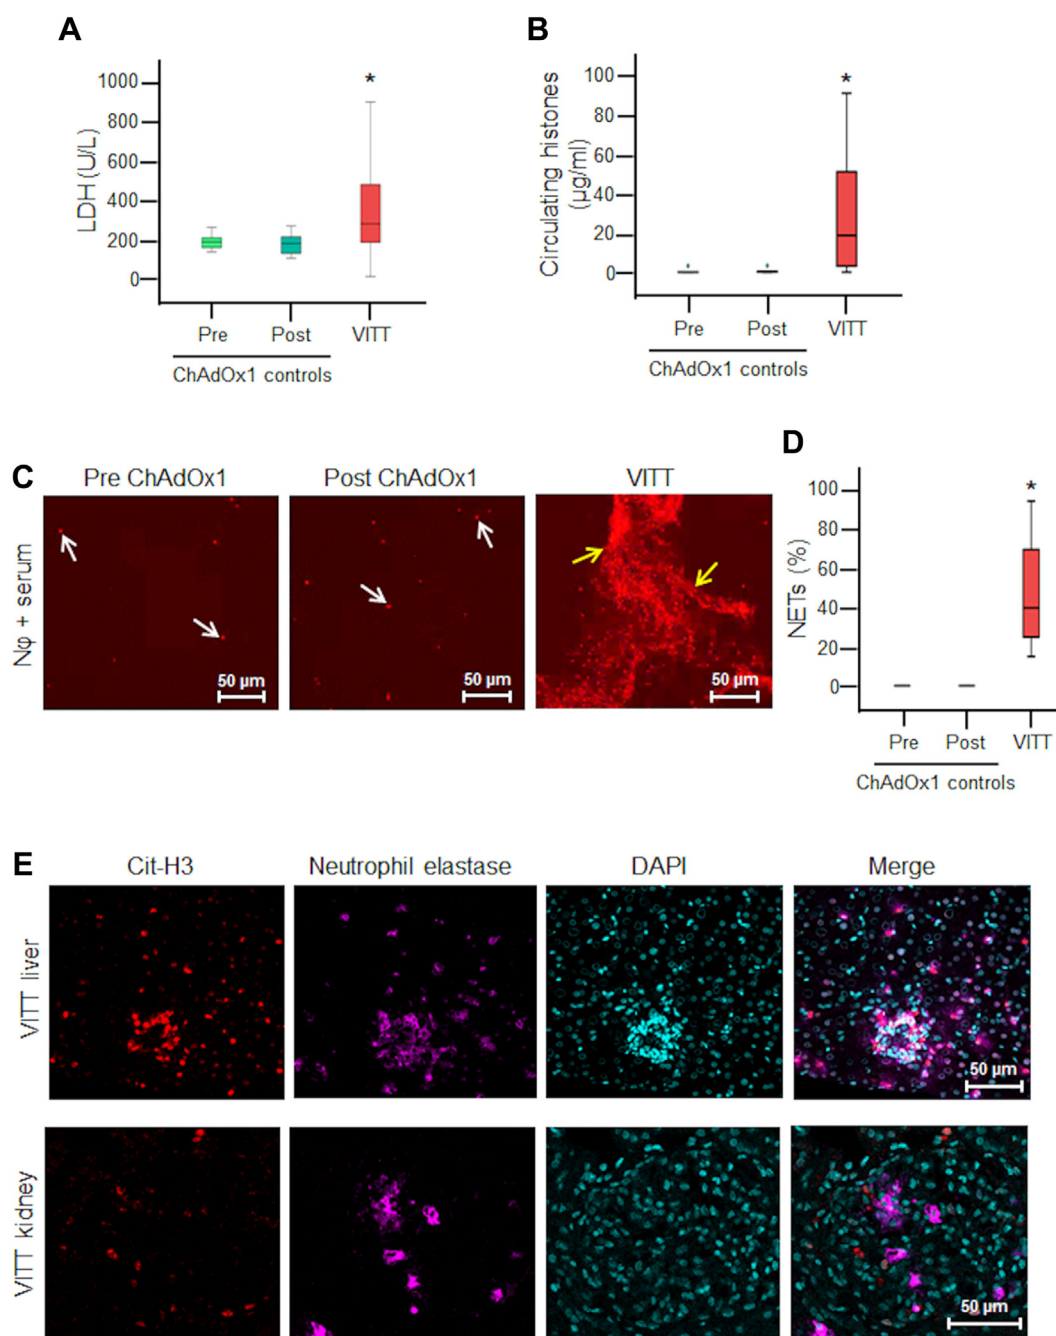 A
1000
800
600
400
200
0
LDH (U/L)
*
Pre
Post
VITT
ChAdOx1 controls
B
100
80
60
40
20
0
Circulating histones
(µg/ml)
*
Pre
Post
VITT
ChAdOx1 controls
C
Pre ChAdOx1
Post ChAdOx1
VITT
Nφ + serum
50 µm
50 µm
50 µm
D
100
80
60
40
20
0
NETs (%)
*
Pre
Post
VITT
ChAdOx1 controls
E
Cit-H3
Neutrophil elastase
DAPI
Merge
VITT liver
50 µm
VITT kidney
50 µm